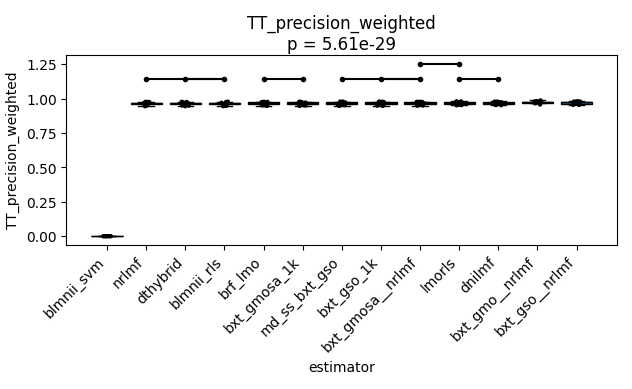 TT_precision_weighted
p = 5.61e-29
TT_precision_weighted
1.25
1.00
0.75
0.50
0.25
0.00
blmnii_svm
nrlmf
dthybrid
blmnii_rls
brf_lmo
bxt_gmosa_1k
md_ss_bxt_gso
bxt_gso_1k
bxt_gmosa__nrlmf
lmorls
dnilmf
bxt_gmo__nrlmf
bxt_gso__nrlmf
estimator